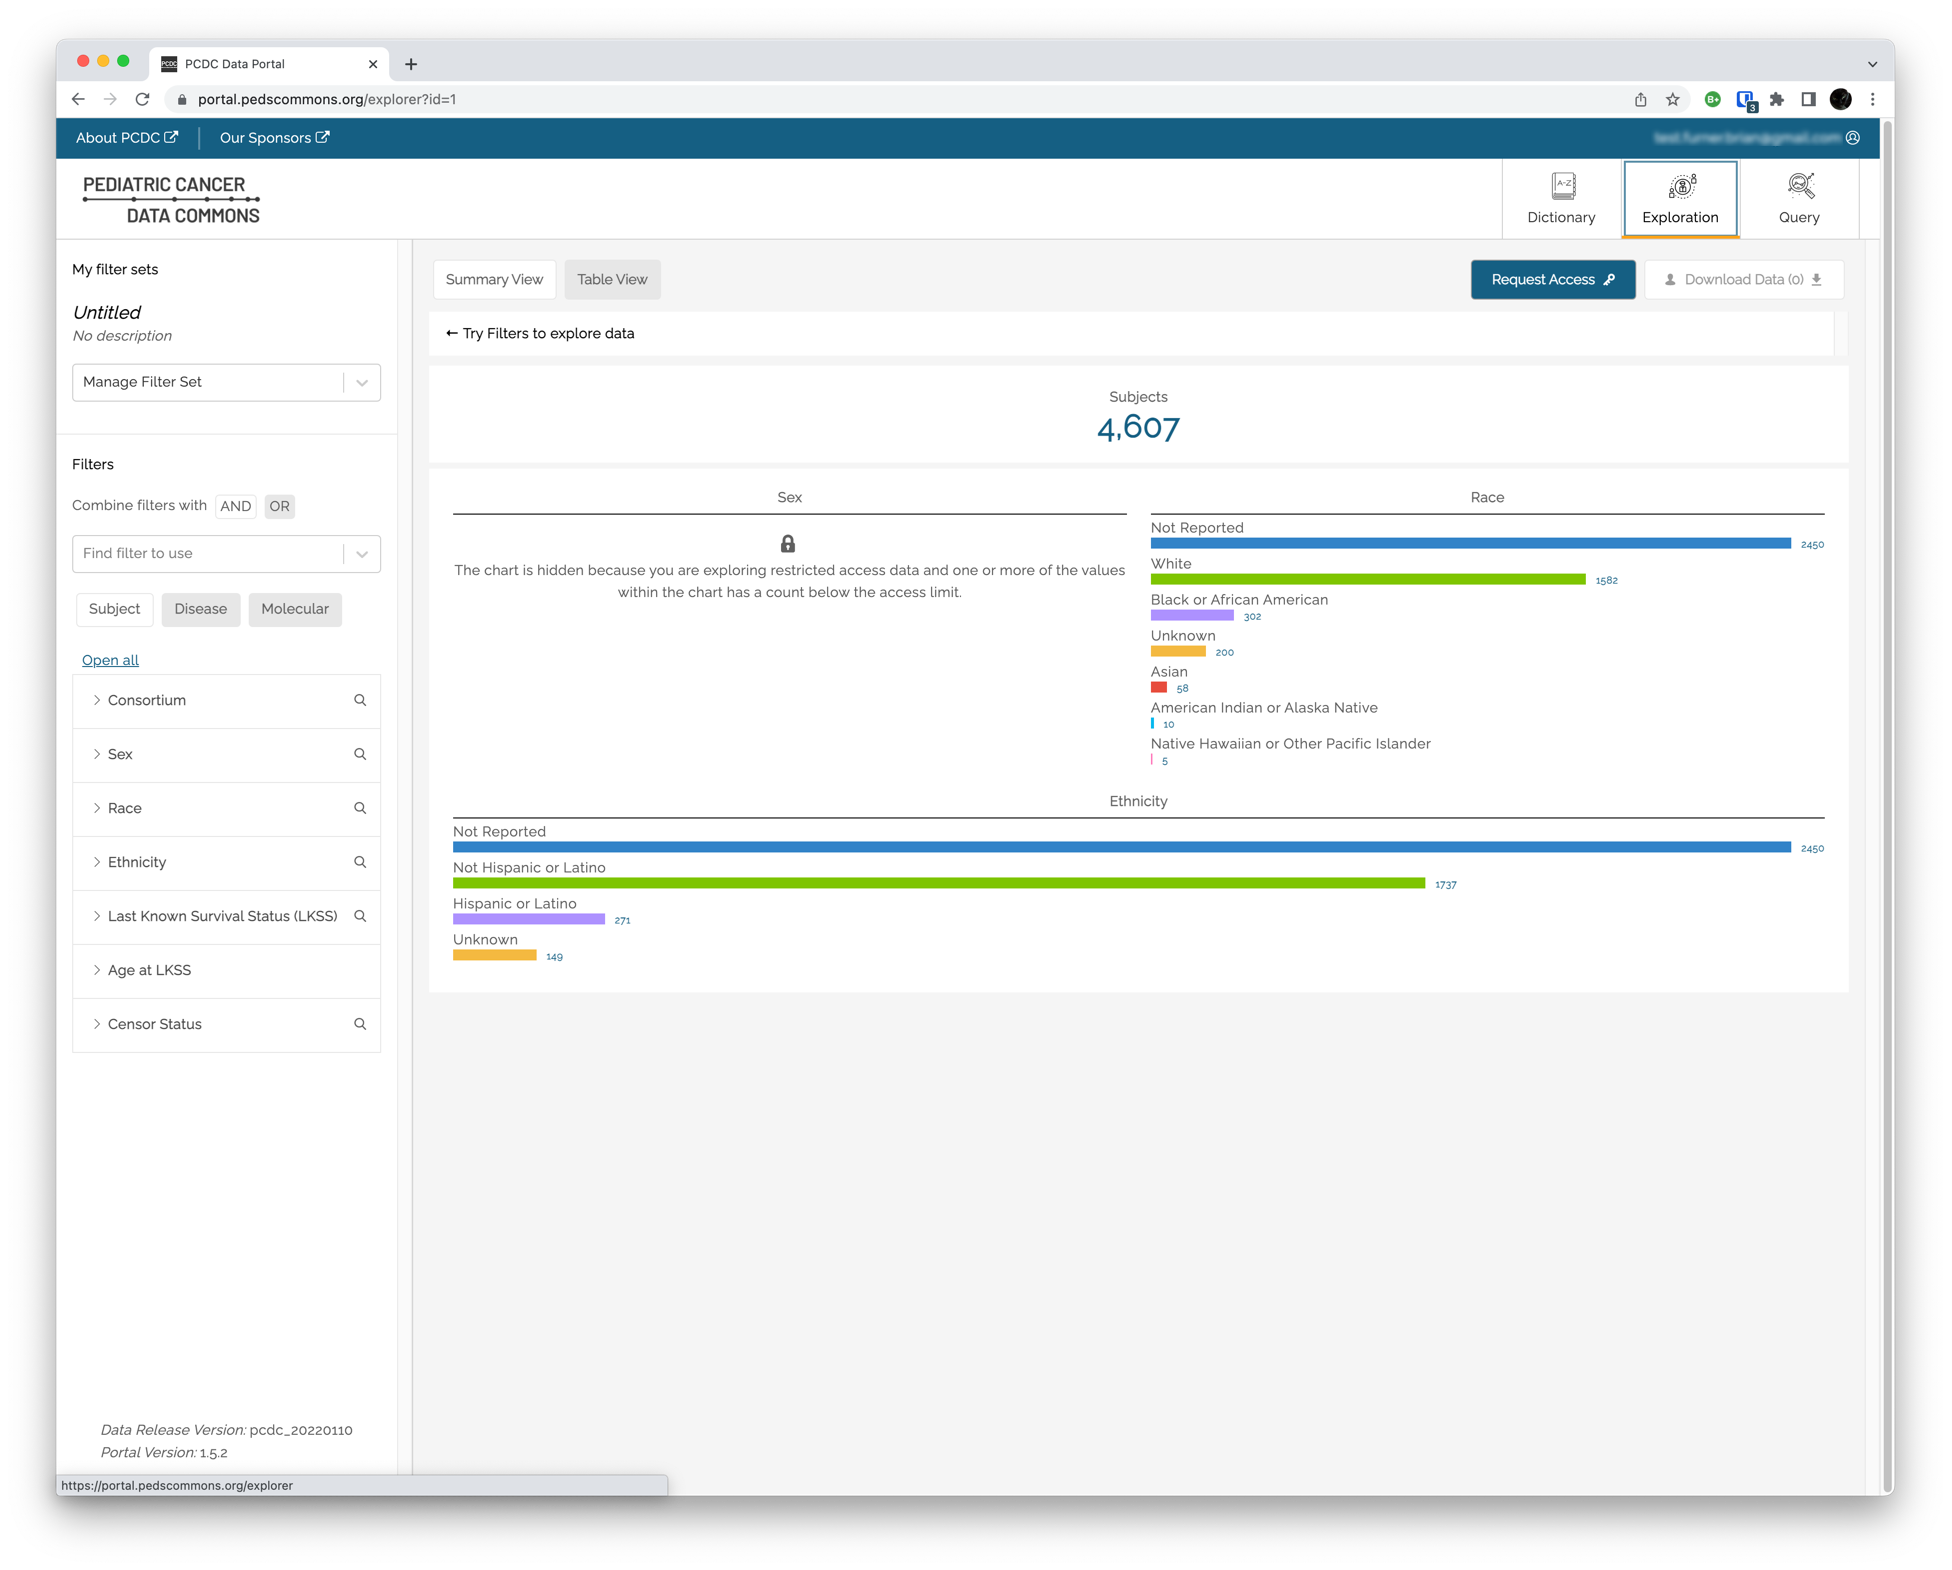 PCDC Data Portal
portal.pedscommons.org/explorer?id=1
B+
3
About PCDC
Our Sponsors
PEDIATRIC CANCER
DATA COMMONS
A-Z
Dictionary
Exploration
Query
My filter sets
Untitled
No description
Manage Filter Set
Filters
Combine filters with AND OR
Find filter to use
Subject Disease Molecular
Open all
Consortium
Sex
Race
Ethnicity
Last Known Survival Status (LKSS)
Age at LKSS
Censor Status
Data Release Version: pcdc_20220110
Portal Version: 1.5.2
https://portal.pedscommons.org/explorer
Summary View
Table View
Request Access
Download Data (0)
← Try Filters to explore data
Subjects
4,607
Sex
The chart is hidden because you are exploring restricted access data and one or more of the values
within the chart has a count below the access limit.
Race
Not Reported
2450
White
1582
Black or African American
302
Unknown
200
Asian
58
American Indian or Alaska Native
10
Native Hawaiian or Other Pacific Islander
5
Ethnicity
Not Reported
2450
Not Hispanic or Latino
1737
Hispanic or Latino
271
Unknown
149